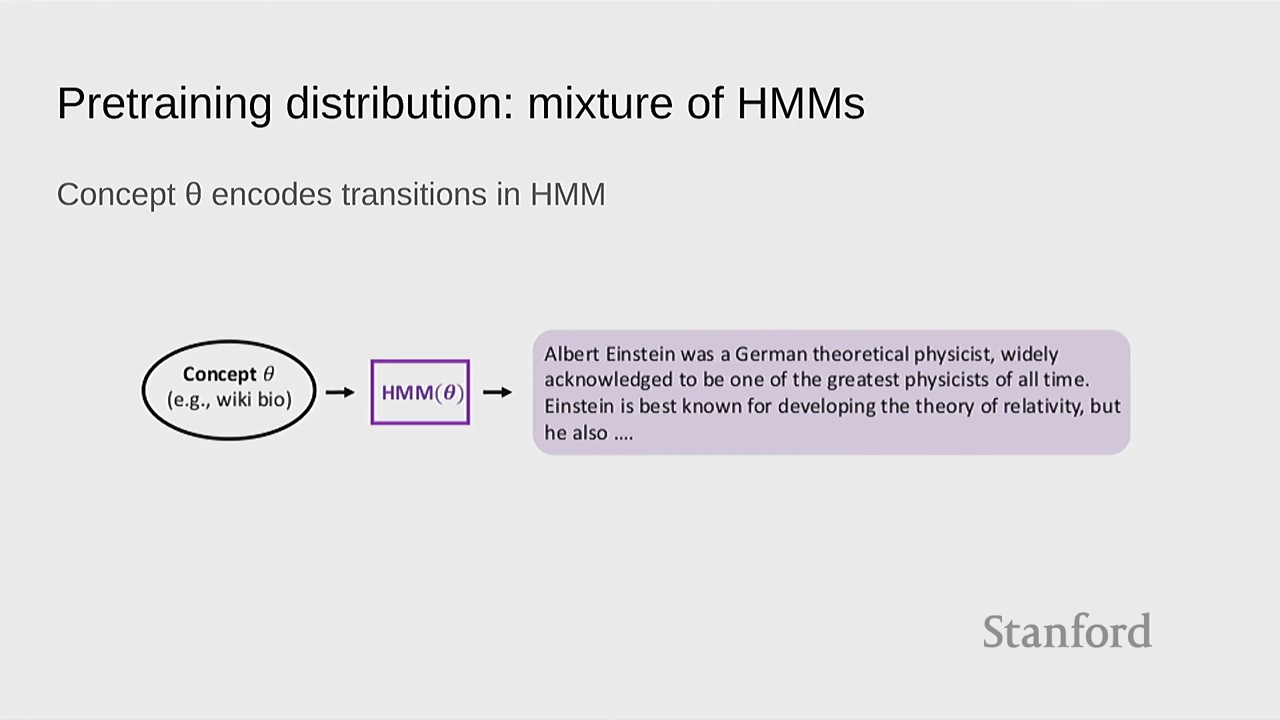 Pretraining distribution: mixture of HMMs
Concept θ encodes transitions in HMM
Concept θ
(e.g., wiki bio)
HMM(θ)
Albert Einstein was a German theoretical physicist, widely
acknowledged to be one of the greatest physicists of all time.
Einstein is best known for developing the theory of relativity, but
he also ....
Stanford